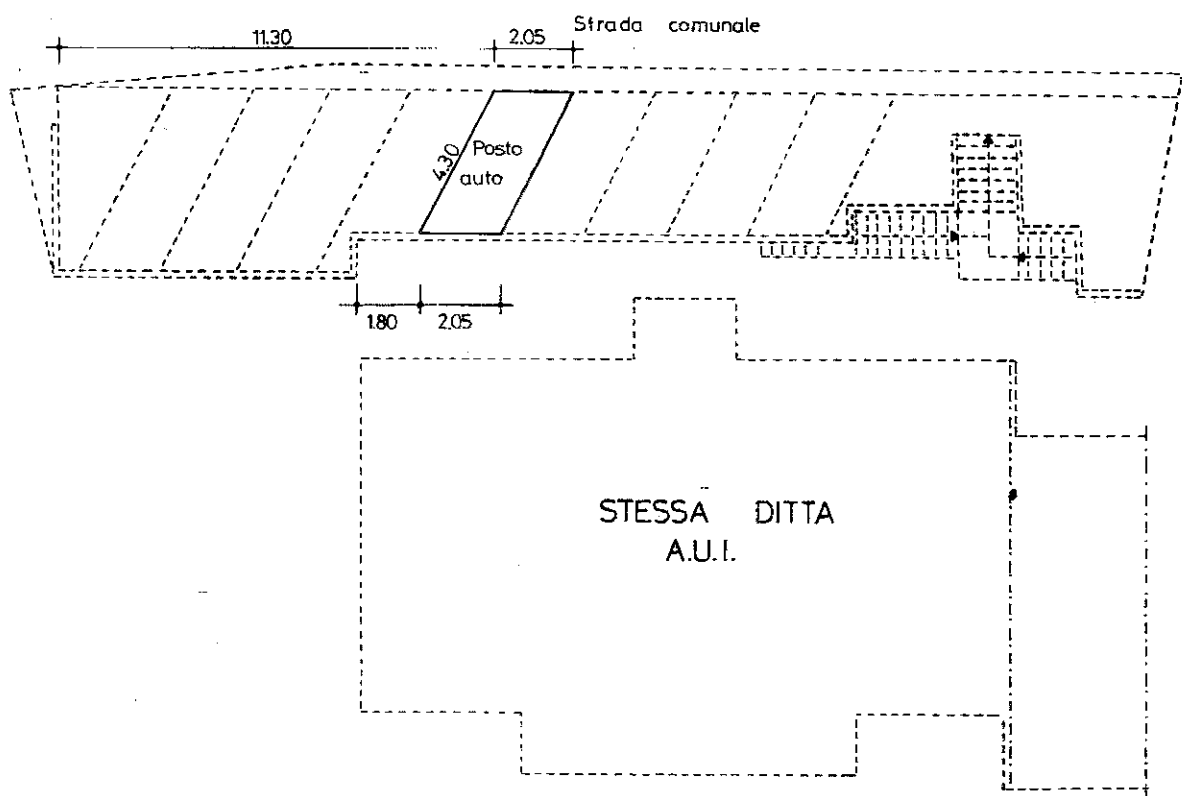 Strada comunale
11.30
2.05
4.30
Posto
auto
1.80
2.05
STESSA DITTA
A.U.I.